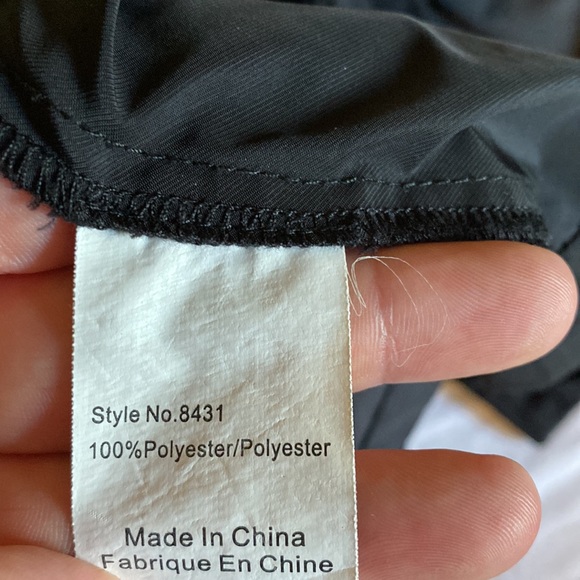 Style No.8431
100%Polyester/Polyester
Made In China
Fabrique En Chine